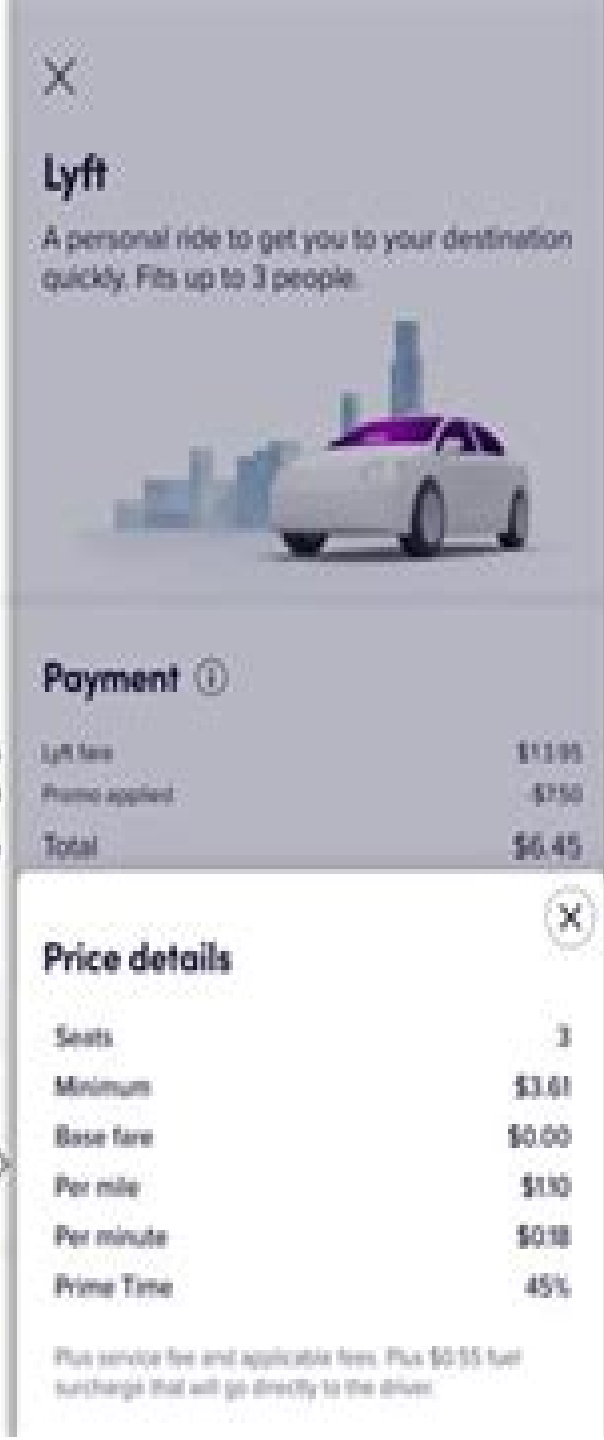 Lyft
A personal ride to get you to your destination
quickly. Fits up to 3 people.
Payment
Lyft fare $13.95
Promo applied -$7.50
Total $6.45
Price details
Seats 3
Minimum $3.61
Base fare $0.00
Per mile $1.10
Per minute $0.18
Prime Time 45%
Plus service fee and applicable fees. Plus $0.55 fuel
surcharge that will go directly to the driver.